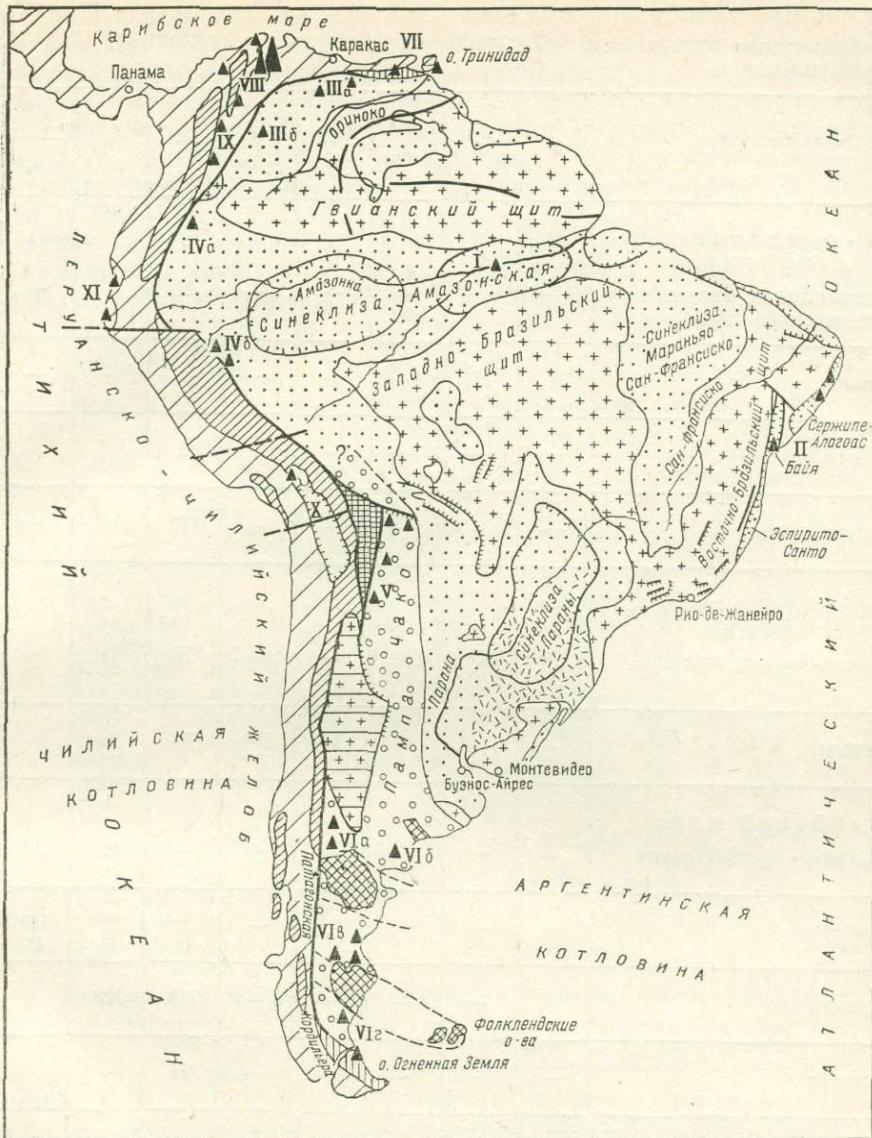 Карибское море
Панама
Каракас
VII
о. Тринидад
VIII
IIIа
IIIб
Ориноко
IX
Гвианский щит
IVа
I
Амазонка
Амазонская
Синеклиза
XI
IVб
Западно-Бразильский
щит
Синеклиза
Мараньяо
Сан-Франсиско
Сан-Франсиско
Восточно-Бразильский щит
Сержипе-
Алагоас
II
Байя
Эспирито-
Санто
Рио-де-Жанейро
?
X
V
Пампа
Чако
Синеклиза
Параны
Парана
Монтевидео
Буэнос-Айрес
Перуанско-Чилийский желоб
ЧИЛИЙСКАЯ
КОТЛОВИНА
ТИХИЙ
ОКЕАН
VIа
VIб
Патагонская
Кордильера
VIв
VIг
АРГЕНТИНСКАЯ
КОТЛОВИНА
Фолклендские
о-ва
о. Огненная Земля
АТЛАНТИЧЕСКИЙ
ОКЕАН